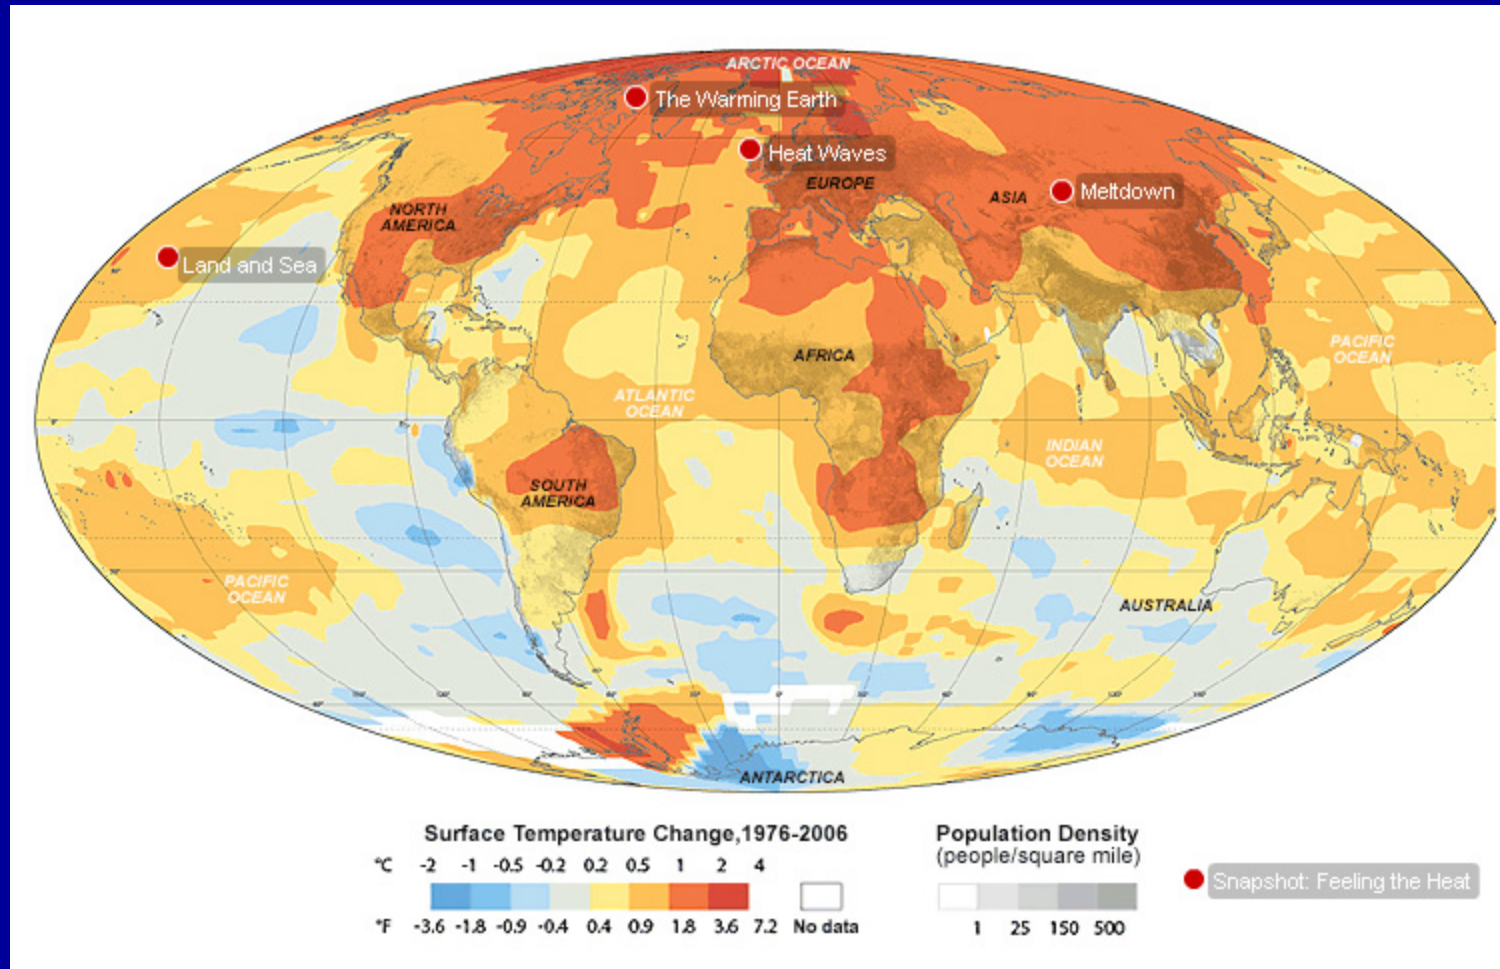 ARCTIC OCEAN
The Warming Earth
Heat Waves
EUROPE
ASIA
Meltdown
NORTH
AMERICA
Land and Sea
AFRICA
PACIFIC
OCEAN
ATLANTIC
OCEAN
INDIAN
OCEAN
SOUTH
AMERICA
PACIFIC
OCEAN
AUSTRALIA
ANTARCTICA
Surface Temperature Change,1976-2006
°C -2 -1 -0.5 -0.2 0.2 0.5 1 2 4
°F -3.6 -1.8 -0.9 -0.4 0.4 0.9 1.8 3.6 7.2
No data
Population Density
(people/square mile)
1 25 150 500
Snapshot: Feeling the Heat